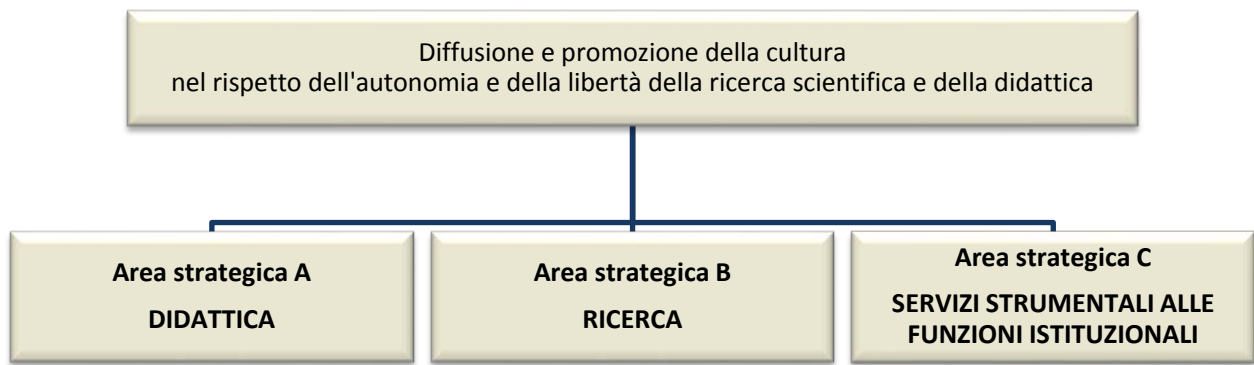 Diffusione e promozione della cultura
nel rispetto dell'autonomia e della libertà della ricerca scientifica e della didattica
Area strategica A
DIDATTICA
Area strategica B
RICERCA
Area strategica C
SERVIZI STRUMENTALI ALLE
FUNZIONI ISTITUZIONALI